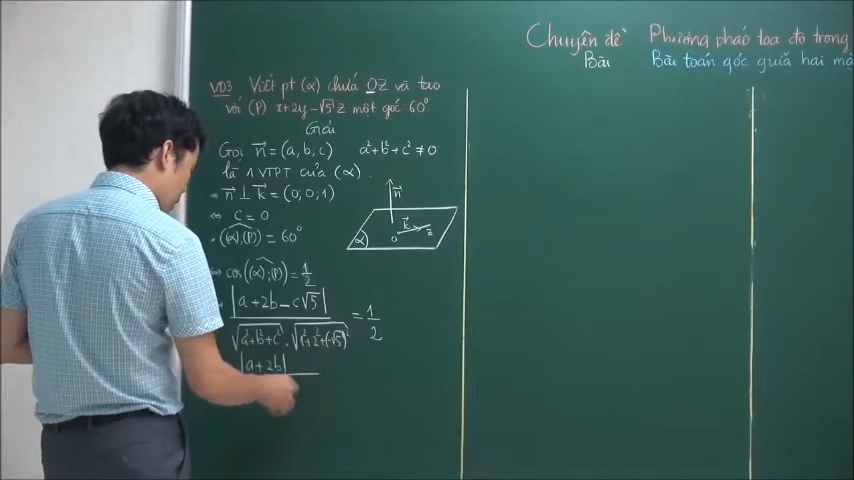 Chuyên đề Phương pháp toạ độ trong
Bài Bài toán góc giữa hai mặ
VD3. Viết pt (α) chứa OZ và tạo
với (P) x+2y-√5 z một góc 60°
Giải
Gọi n⃗ = (a, b, c) a²+b²+c² ≠ 0
là 1 VTPT của (α).
n⃗ ⊥ k⃗ = (0; 0; 1)
⇔ c = 0
((α);(P)) = 60°
⇔ cos((α);(P)) = 1/2
|a+2b-c√5| / √(a²+b²+c²) . √(1²+2²+(-√5)²) = 1/2
|a+2b|
n⃗
k⃗
α
O
z